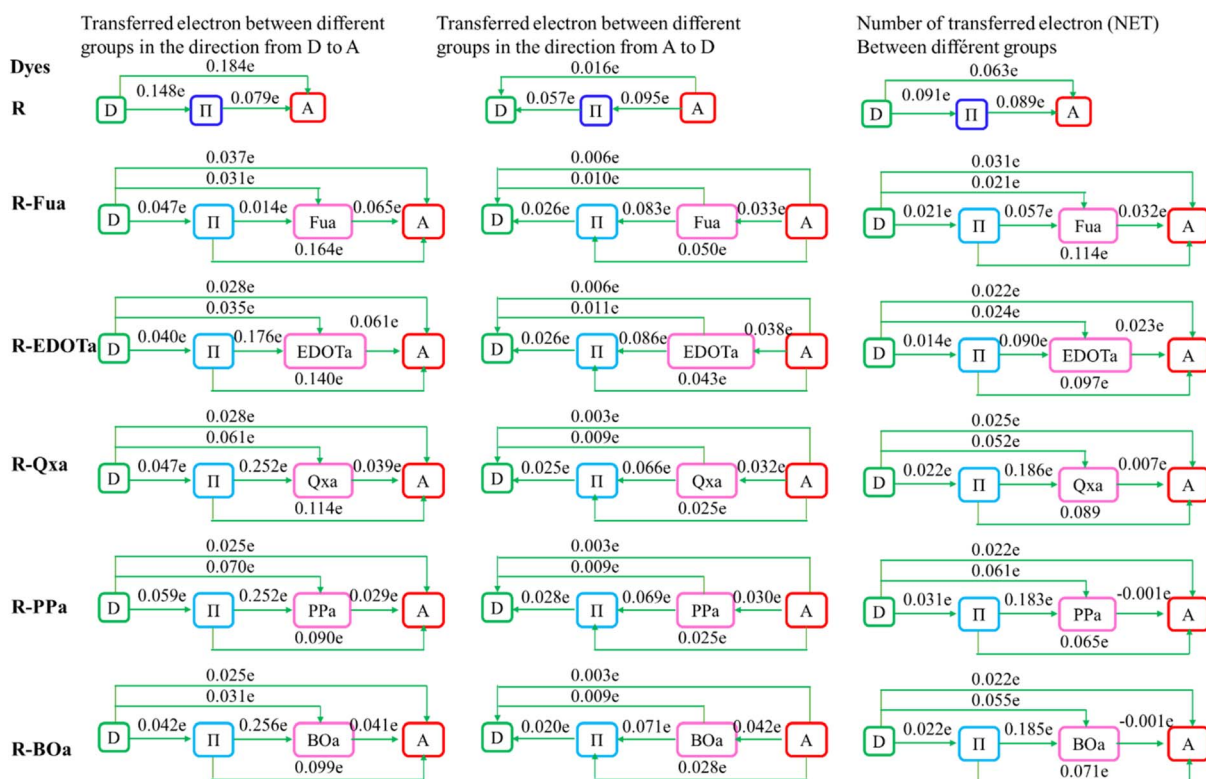 Transferred electron between different
groups in the direction from D to A
Transferred electron between different
groups in the direction from A to D
Number of transferred electron (NET)
Between différent groups
Dyes
R
0.184e
0.148e
0.079e
D
Π
A
0.016e
0.057e
0.095e
D
Π
A
0.063e
0.091e
0.089e
D
Π
A
R-Fua
0.037e
0.031e
0.047e
0.014e
0.065e
D
Π
Fua
A
0.164e
0.006e
0.010e
0.026e
0.083e
0.033e
D
Π
Fua
A
0.050e
0.031e
0.021e
0.021e
0.057e
0.032e
D
Π
Fua
A
0.114e
R-EDOTa
0.028e
0.035e
0.040e
0.176e
0.061e
D
Π
EDOTa
A
0.140e
0.006e
0.011e
0.026e
0.086e
0.038e
D
Π
EDOTa
A
0.043e
0.022e
0.024e
0.014e
0.090e
0.023e
D
Π
EDOTa
A
0.097e
R-Qxa
0.028e
0.061e
0.047e
0.252e
0.039e
D
Π
Qxa
A
0.114e
0.003e
0.009e
0.025e
0.066e
0.032e
D
Π
Qxa
A
0.025e
0.025e
0.052e
0.022e
0.186e
0.007e
D
Π
Qxa
A
0.089
R-PPa
0.025e
0.070e
0.059e
0.252e
0.029e
D
Π
PPa
A
0.090e
0.003e
0.009e
0.028e
0.069e
0.030e
D
Π
PPa
A
0.025e
0.022e
0.061e
0.031e
0.183e
-0.001e
D
Π
PPa
A
0.065e
R-BOa
0.025e
0.031e
0.042e
0.256e
0.041e
D
Π
BOa
A
0.099e
0.003e
0.009e
0.020e
0.071e
0.042e
D
Π
BOa
A
0.028e
0.022e
0.055e
0.022e
0.185e
-0.001e
D
Π
BOa
A
0.071e